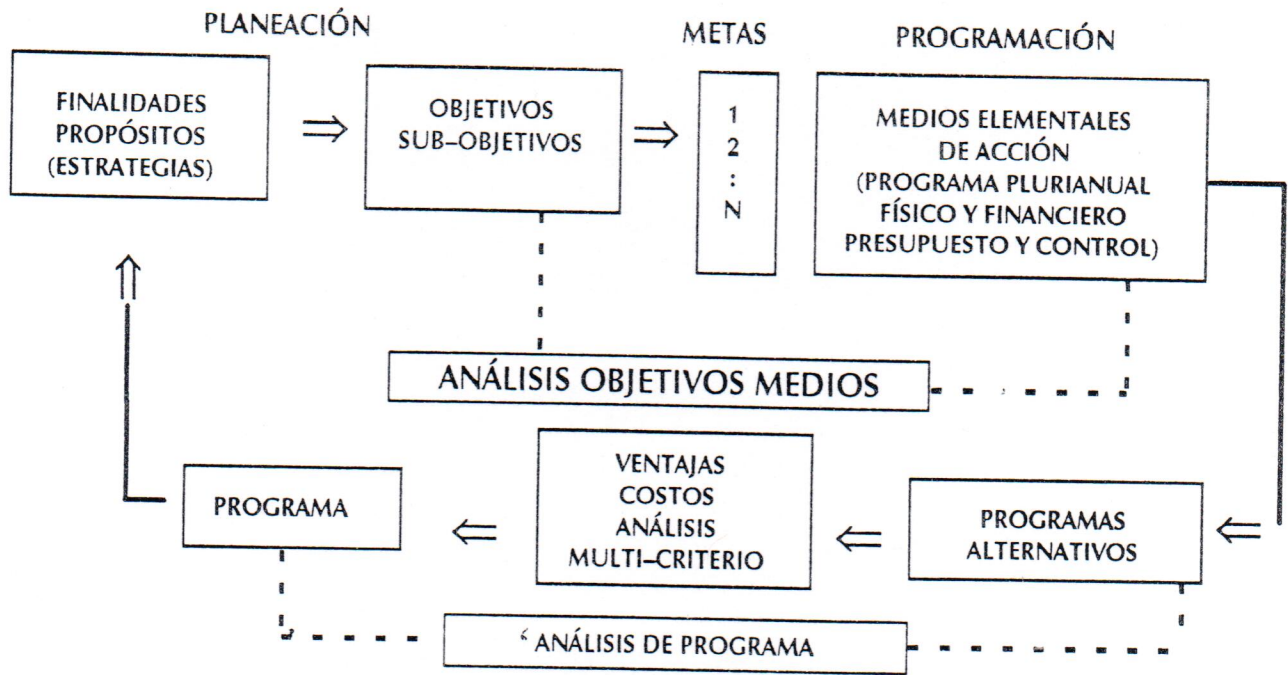 PLANEACIÓN
METAS
PROGRAMACIÓN
FINALIDADES
PROPÓSITOS
(ESTRATEGIAS)
OBJETIVOS
SUB–OBJETIVOS
1
2
:
N
MEDIOS ELEMENTALES
DE ACCIÓN
(PROGRAMA PLURIANUAL
FÍSICO Y FINANCIERO
PRESUPUESTO Y CONTROL)
ANÁLISIS OBJETIVOS MEDIOS
PROGRAMA
VENTAJAS
COSTOS
ANÁLISIS
MULTI–CRITERIO
PROGRAMAS
ALTERNATIVOS
ANÁLISIS DE PROGRAMA